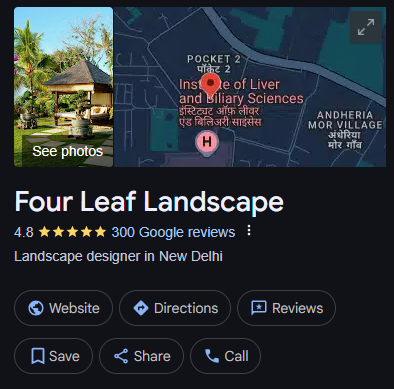 See photos
POCKET 2
पॉकेट 2
Institute of Liver
and Biliary Sciences
इंस्टिट्यूट ऑफ़ लीवर
एंड बिलिअरी साइंसेस
H
ANDHERIA
MOR VILLAGE
अंधेरिया
मोर गाँव
Four Leaf Landscape
4.8 ★★★★★ 300 Google reviews
Landscape designer in New Delhi
Website
Directions
Reviews
Save
Share
Call